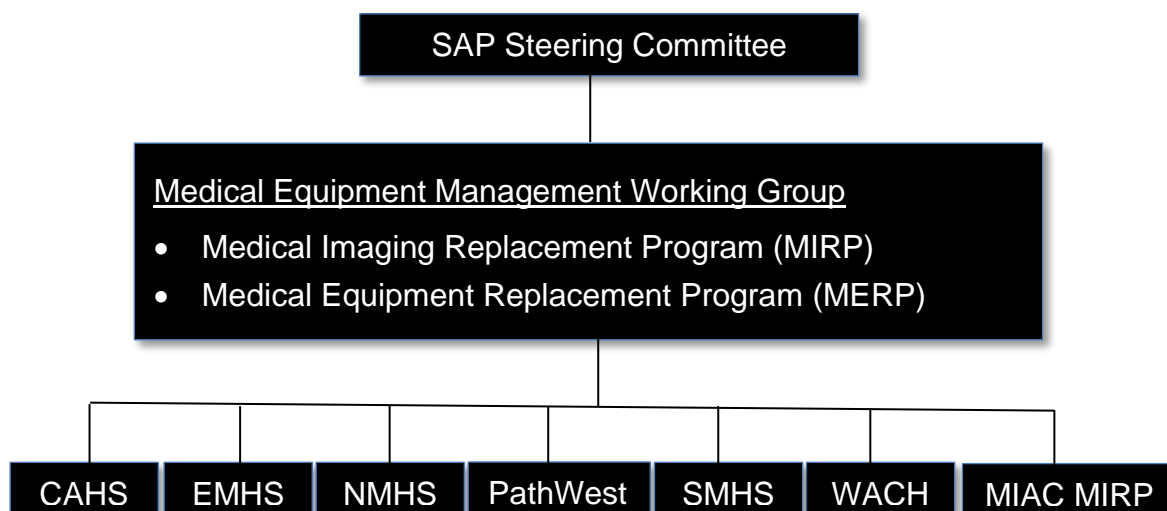 SAP Steering Committee
Medical Equipment Management Working Group
• Medical Imaging Replacement Program (MIRP)
• Medical Equipment Replacement Program (MERP)
CAHS EMHS NMHS PathWest SMHS WACH MIAC MIRP